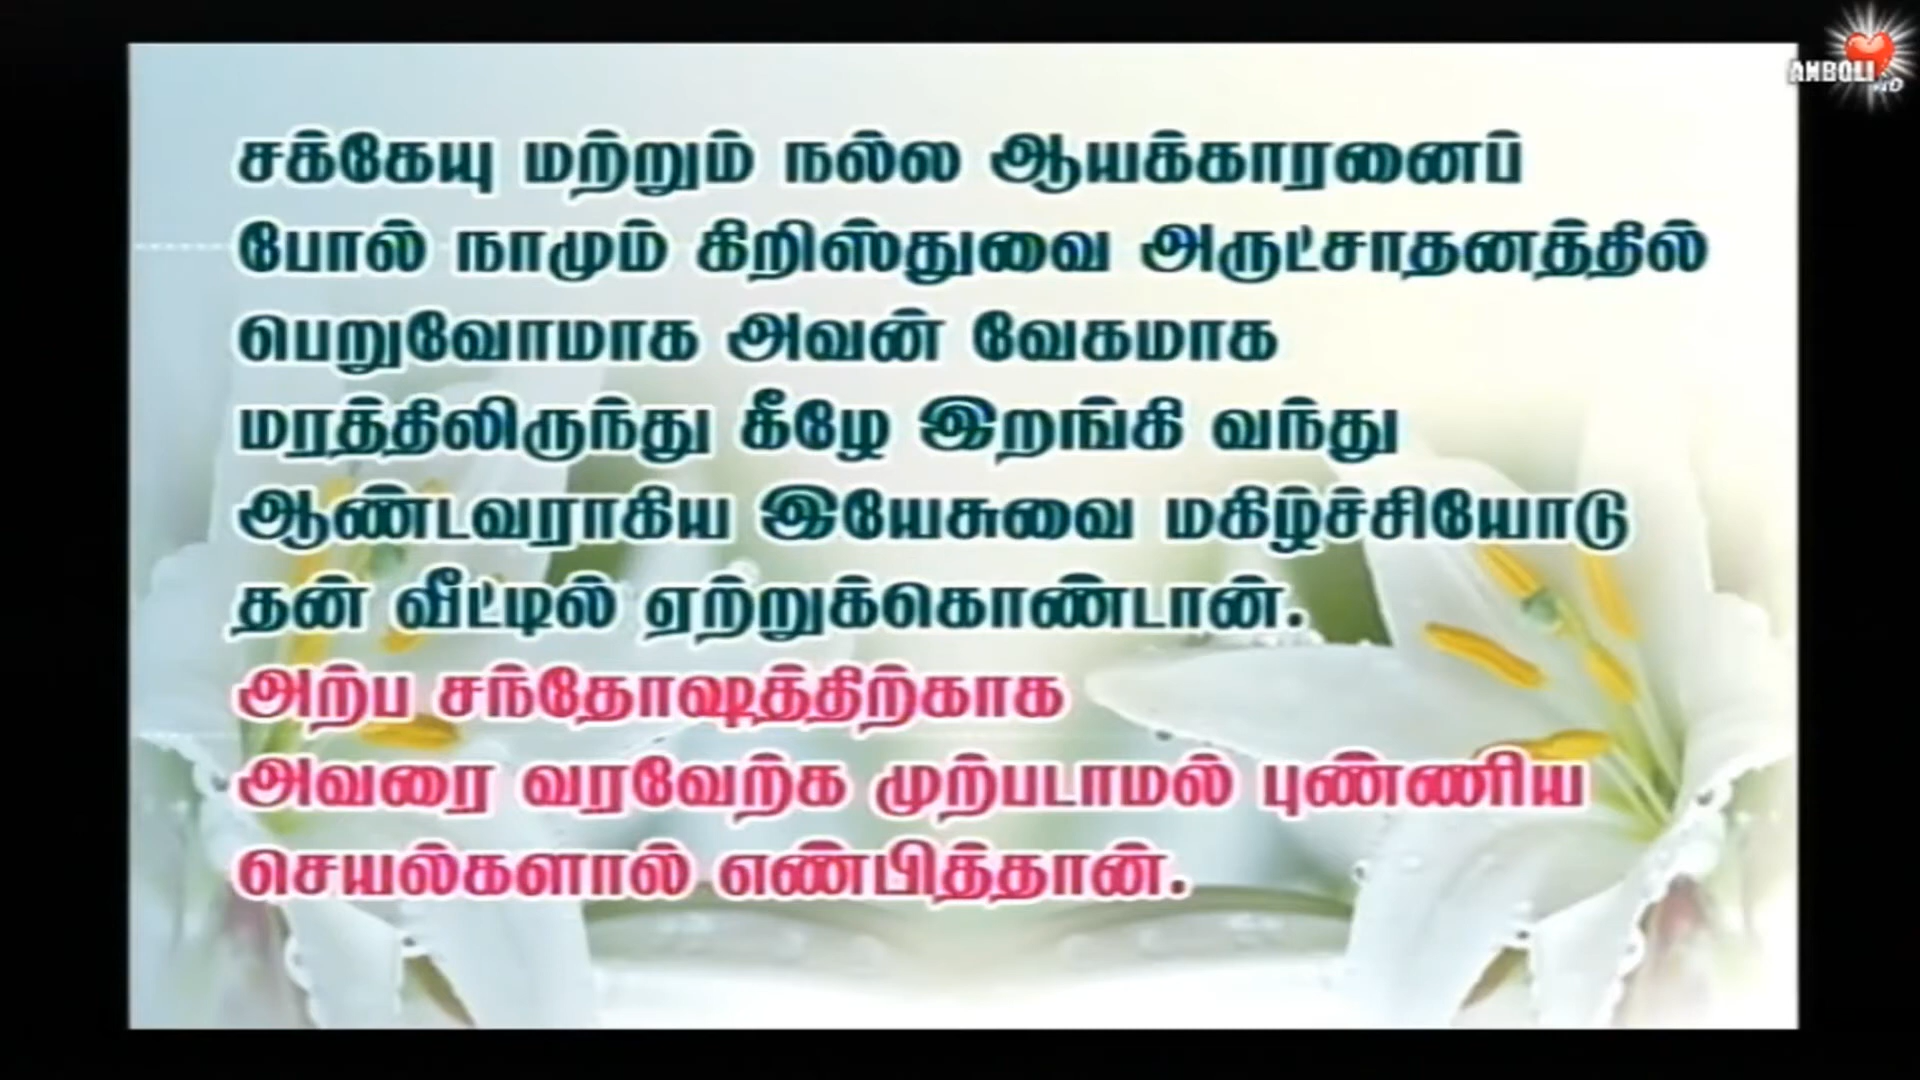 ANBOLI
HD
சக்கேயு மற்றும் நல்ல ஆயக்காரனைப்
போல் நாமும் கிறிஸ்துவை அருட்சாதனத்தில்
பெறுவோமாக அவன் வேகமாக
மரத்திலிருந்து கீழே இறங்கி வந்து
ஆண்டவராகிய இயேசுவை மகிழ்ச்சியோடு
தன் வீட்டில் ஏற்றுக்கொண்டான்.
அற்ப சந்தோஷத்திற்காக
அவரை வரவேற்க முற்படாமல் புண்ணிய
செயல்களால் எண்பித்தான்.